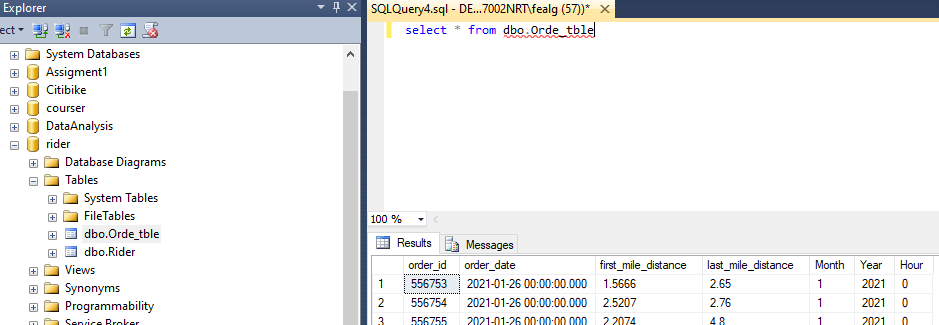 Explorer
ect
System Databases
Assigment1
Citibike
courser
DataAnalysis
rider
Database Diagrams
Tables
System Tables
FileTables
dbo.Orde_tble
dbo.Rider
Views
Synonyms
Programmability
Service Broker
SQLQuery4.sql - DE...7002NRT\fealg (57))*
select * from dbo.Orde_tble
100 %
Results Messages
order_id order_date first_mile_distance last_mile_distance Month Year Hour
1 556753 2021-01-26 00:00:00.000 1.5666 2.65 1 2021 0
2 556754 2021-01-26 00:00:00.000 2.5207 2.76 1 2021 0
3 556755 2021-01-26 00:00:00.000 2.2074 4.8 1 2021 0